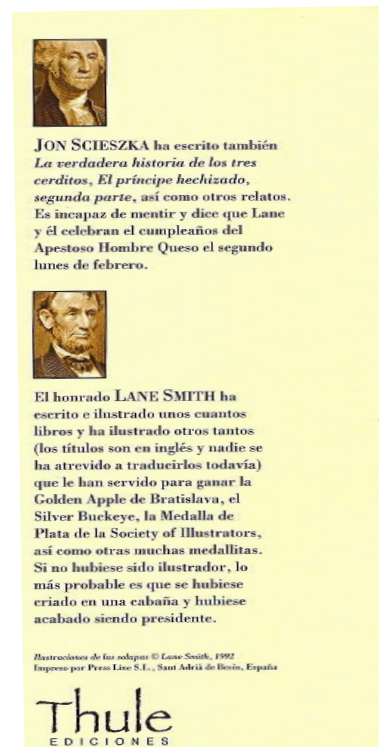 JON SCIESZKA ha escrito también
La verdadera historia de los tres
cerditos, El príncipe hechizado,
segunda parte, así como otros relatos.
Es incapaz de mentir y dice que Lane
y él celebran el cumpleaños del
Apestoso Hombre Queso el segundo
lunes de febrero.
El honrado LANE SMITH ha
escrito e ilustrado unos cuantos
libros y ha ilustrado otros tantos
(los títulos son en inglés y nadie se
ha atrevido a traducirlos todavía)
que le han servido para ganar la
Golden Apple de Bratislava, el
Silver Buckeye, la Medalla de
Plata de la Society of Illustrators,
así como otras muchas medallitas.
Si no hubiese sido ilustrador, lo
más probable es que se hubiese
criado en una cabaña y hubiese
acabado siendo presidente.
Ilustraciones de las solapas © Lane Smith, 1992
Impreso por Press Line S.L., Sant Adrià de Besòs, España
Thule
EDICIONES